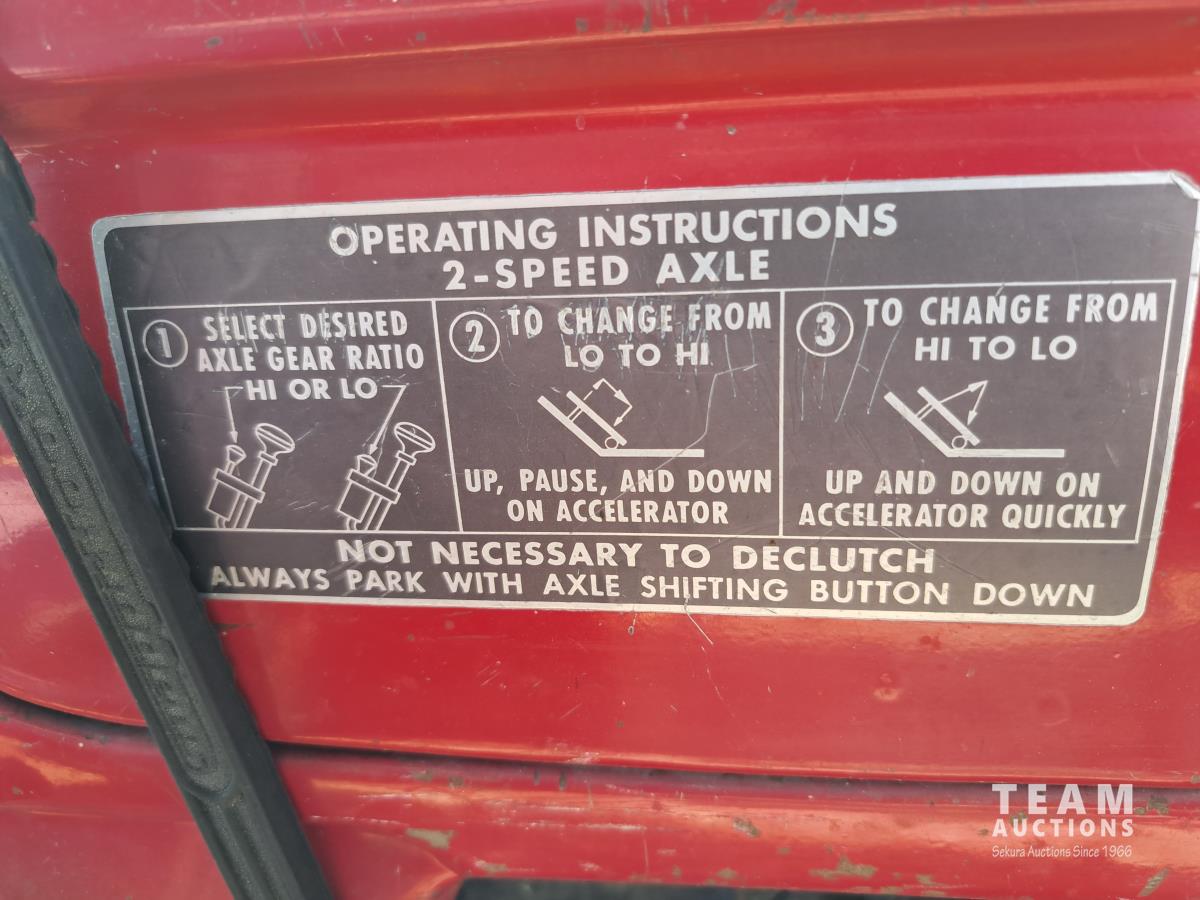 OPERATING INSTRUCTIONS
2-SPEED AXLE
1 SELECT DESIRED
AXLE GEAR RATIO
HI OR LO
2 TO CHANGE FROM
LO TO HI
UP, PAUSE, AND DOWN
ON ACCELERATOR
3 TO CHANGE FROM
HI TO LO
UP AND DOWN ON
ACCELERATOR QUICKLY
NOT NECESSARY TO DECLUTCH
ALWAYS PARK WITH AXLE SHIFTING BUTTON DOWN
TEAM
AUCTIONS
Sekura Auctions Since 1966